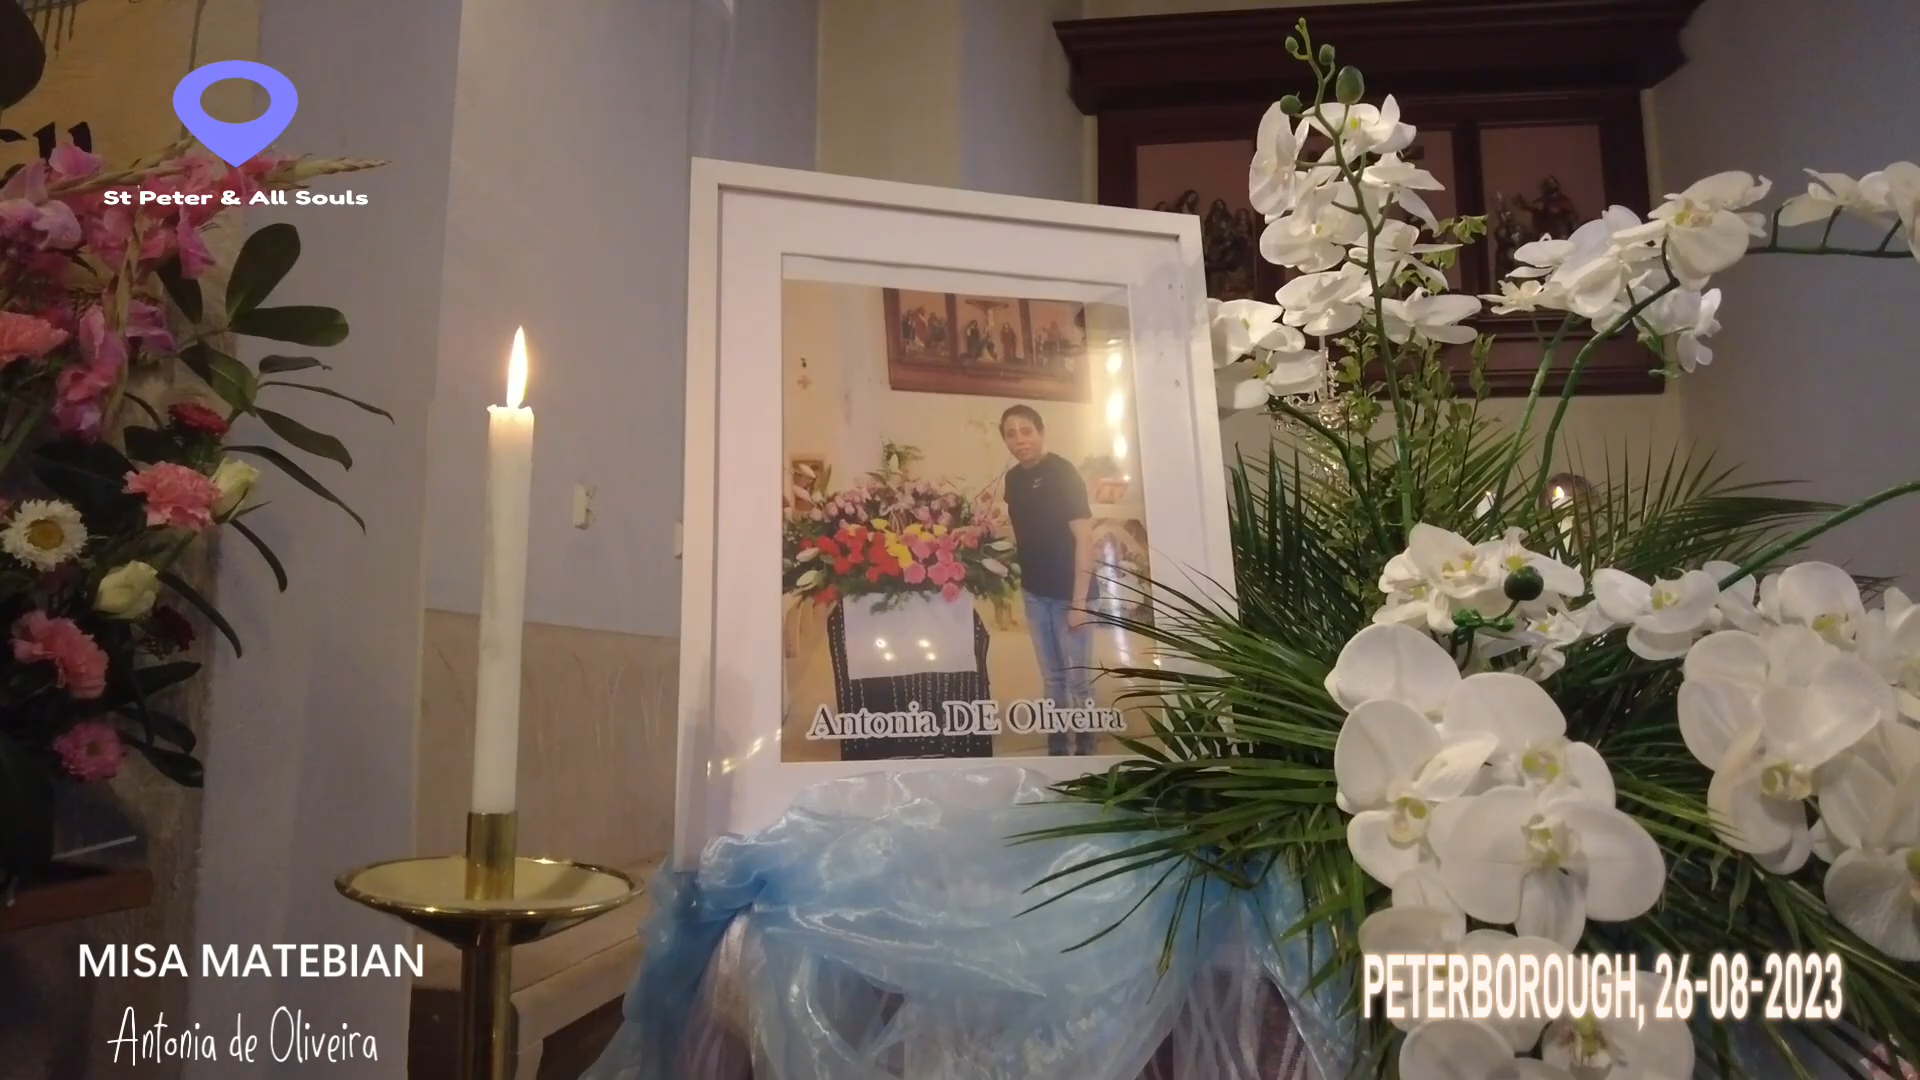 St Peter & All Souls
Antonia DE Oliveira
MISA MATEBIAN
Antonia de Oliveira
PETERBOROUGH, 26-08-2023